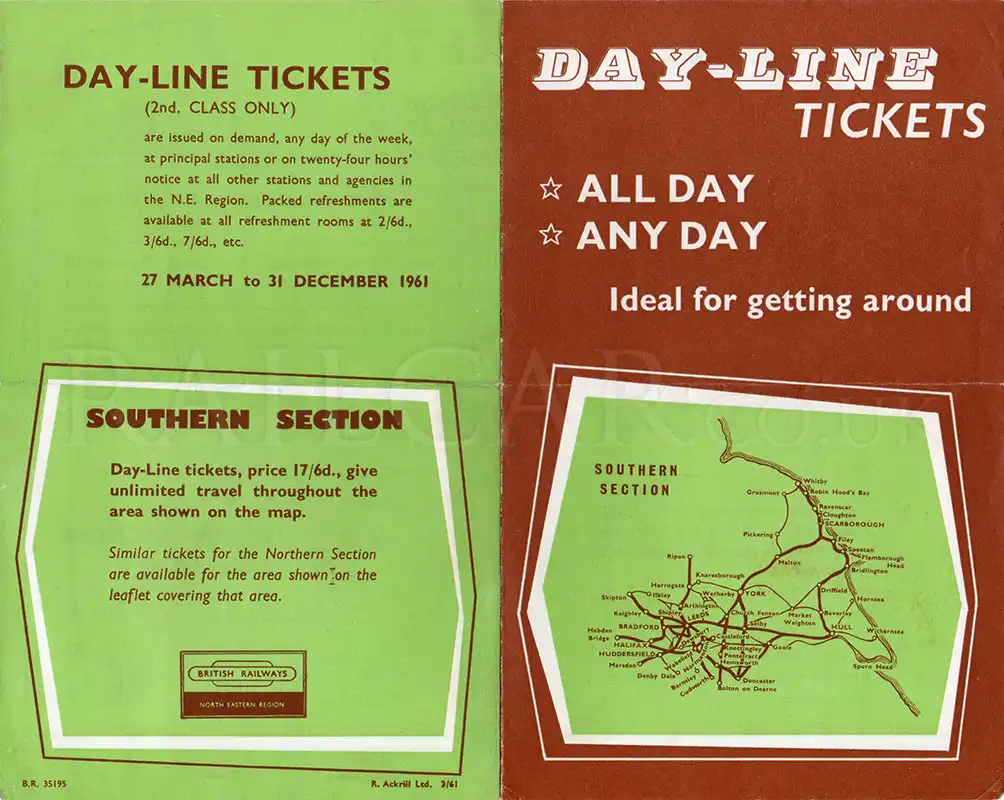 DAY-LINE TICKETS
(2nd. CLASS ONLY)
are issued on demand, any day of the week,
at principal stations or on twenty-four hours'
notice at all other stations and agencies in
the N.E. Region. Packed refreshments are
available at all refreshment rooms at 2/6d.,
3/6d., 7/6d., etc.
27 MARCH to 31 DECEMBER 1961
SOUTHERN SECTION
Day-Line tickets, price 17/6d., give
unlimited travel throughout the
area shown on the map.
Similar tickets for the Northern Section
are available for the area shown on the
leaflet covering that area.
BRITISH RAILWAYS
NORTH EASTERN REGION
B.R. 35195
R. Ackrill Ltd. 3/61
DAY-LINE
TICKETS
☆ ALL DAY
☆ ANY DAY
Ideal for getting around
SOUTHERN
SECTION
Whitby
Grosmont
Robin Hood's Bay
Ravenscar
Cloughton
SCARBOROUGH
Pickering
Filey
Speeton
Flamborough
Head
Malton
Bridlington
Ripon
Knaresborough
Harrogate
Skipton
Ilkley
Wetherby
YORK
Driffield
Hornsea
Arthington
Keighley
Shipley
LEEDS
Church Fenton
Market
Weighton
Beverley
BRADFORD
Selby
HULL
Withernsea
Hebden
Bridge
HALIFAX
Dewsbury
Castleford
HUDDERSFIELD
Knottingley
Goole
Pontefract
Marsden
Wakefield
Normanton
Hemsworth
Spurn Head
Denby Dale
Barnsley
Cudworth
Doncaster
Bolton on Dearne
RAILCAR.CO.UK